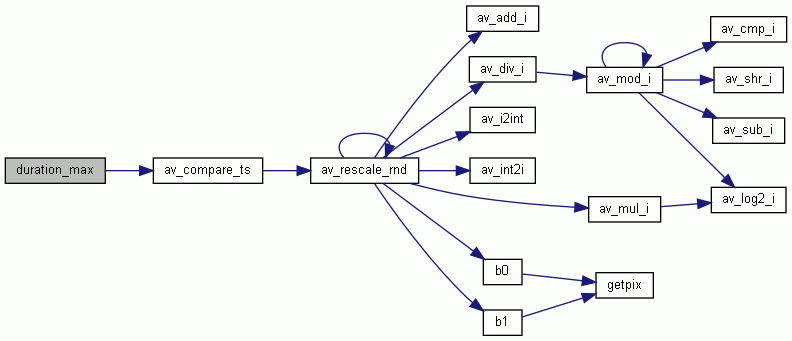 duration_max
av_compare_ts
av_rescale_rnd
av_add_i
av_div_i
av_i2int
av_int2i
av_mul_i
b0
b1
av_mod_i
getpix
av_cmp_i
av_shr_i
av_sub_i
av_log2_i